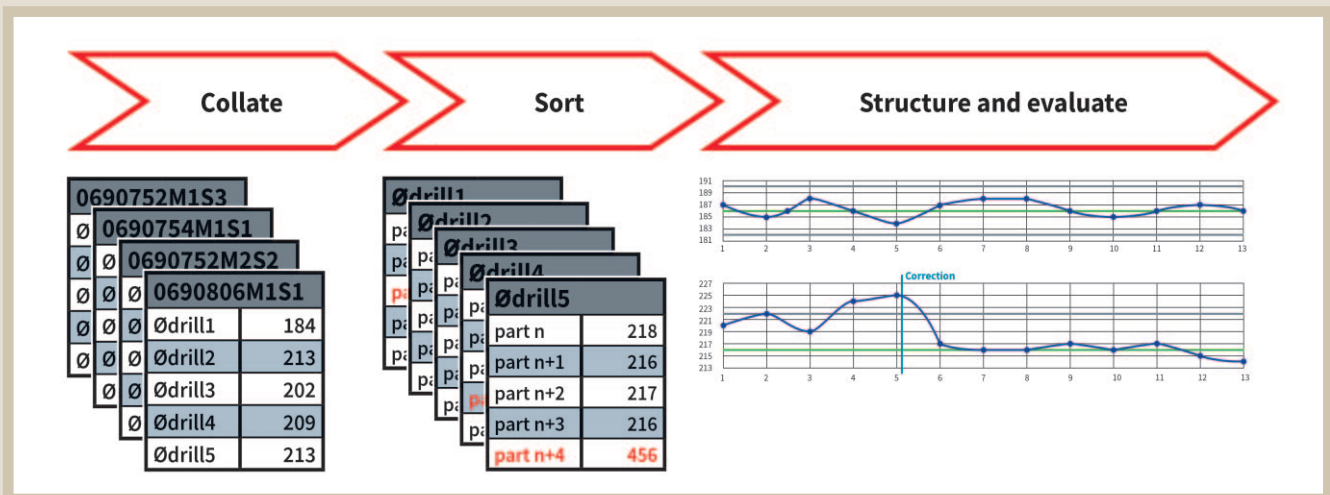 Collate
Sort
Structure and evaluate
0690752M1S3
Ø
Ø
Ø
Ø
Ø
0690754M1S1
Ø
Ø
Ø
Ø
Ø
0690752M2S2
Ø
Ø
Ø
Ø
Ø
0690806M1S1
Ødrill1 184
Ødrill2 213
Ødrill3 202
Ødrill4 209
Ødrill5 213
Ødrill1
Ødrill2
Ødrill3
Ødrill4
Ødrill5
part n 218
part n+1 216
part n+2 217
part n+3 216
part n+4 456
191
189
187
185
183
181
1 2 3 4 5 6 7 8 9 10 11 12 13
Correction
227
225
223
221
219
217
215
213
1 2 3 4 5 6 7 8 9 10 11 12 13